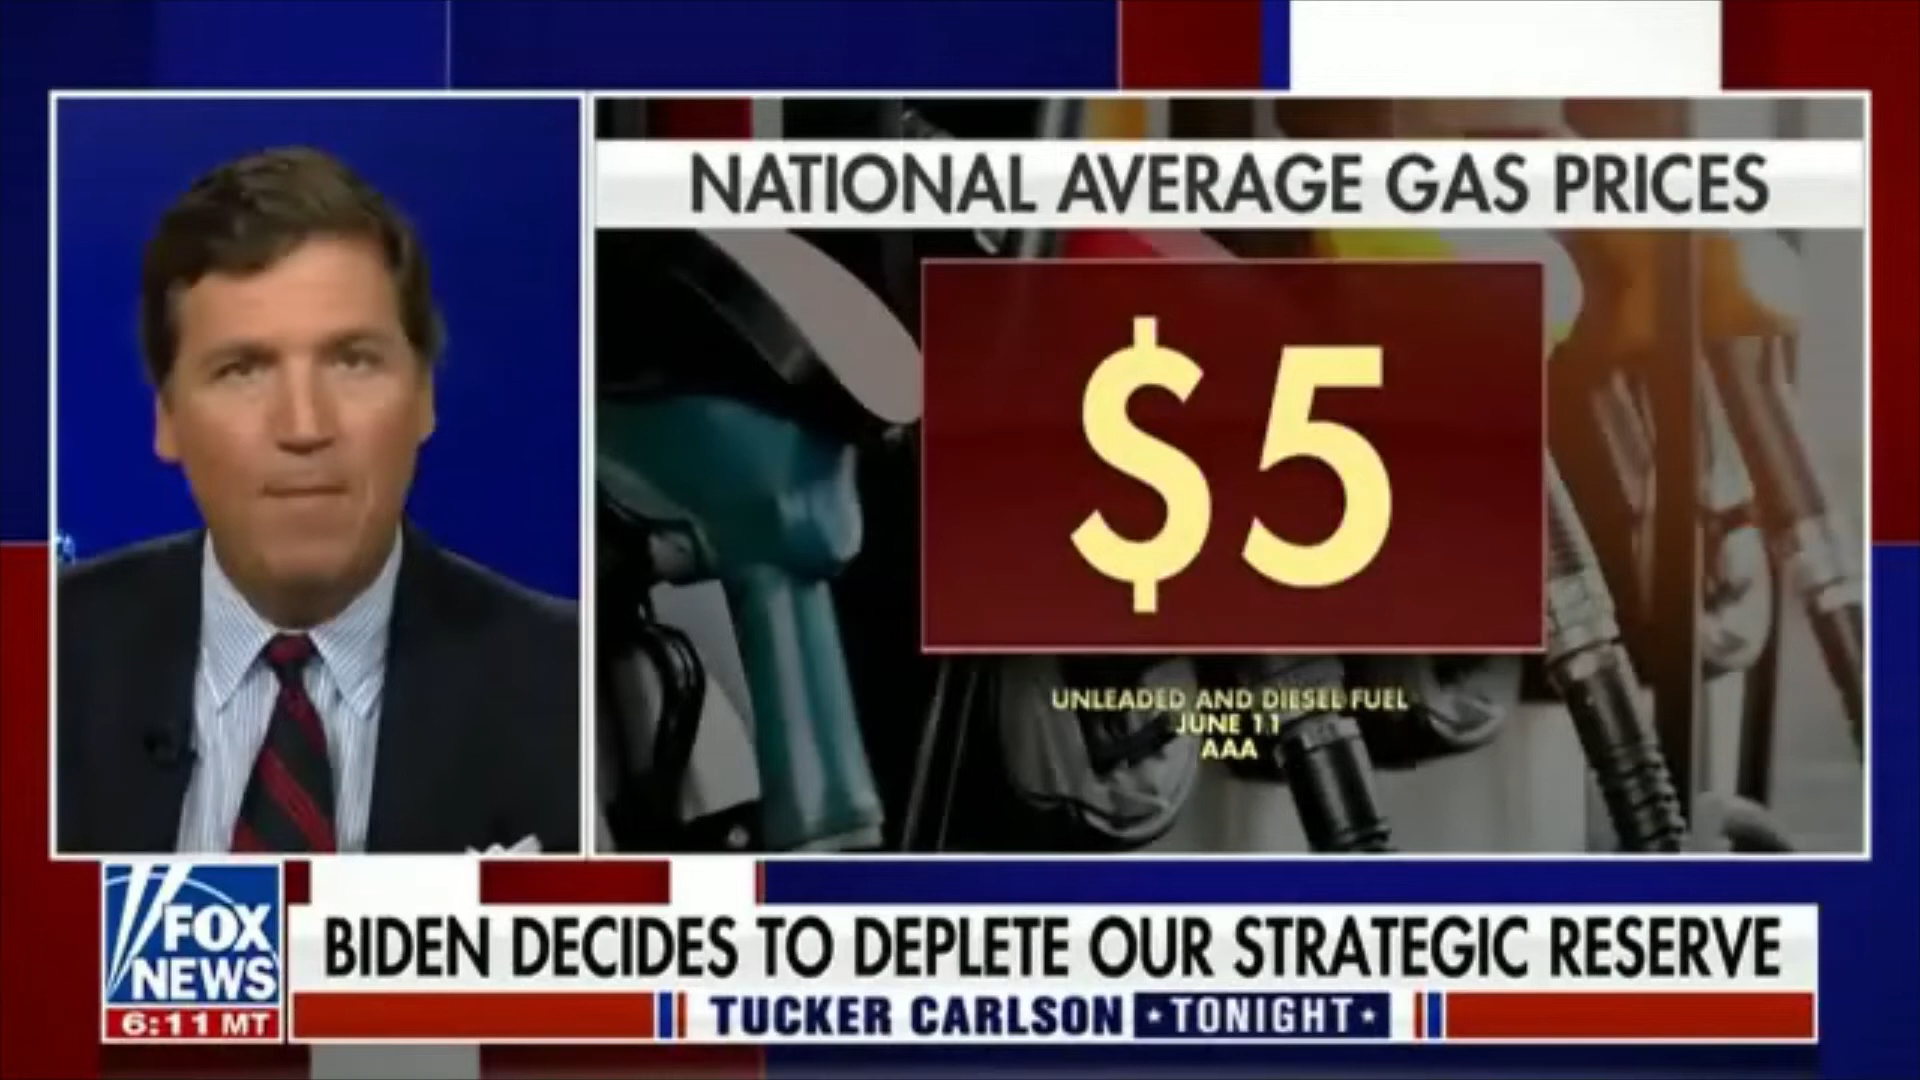 NATIONAL AVERAGE GAS PRICES
$5
UNLEADED AND DIESEL FUEL
JUNE 11
AAA
FOX
NEWS
6:11 MT
BIDEN DECIDES TO DEPLETE OUR STRATEGIC RESERVE
TUCKER CARLSON TONIGHT